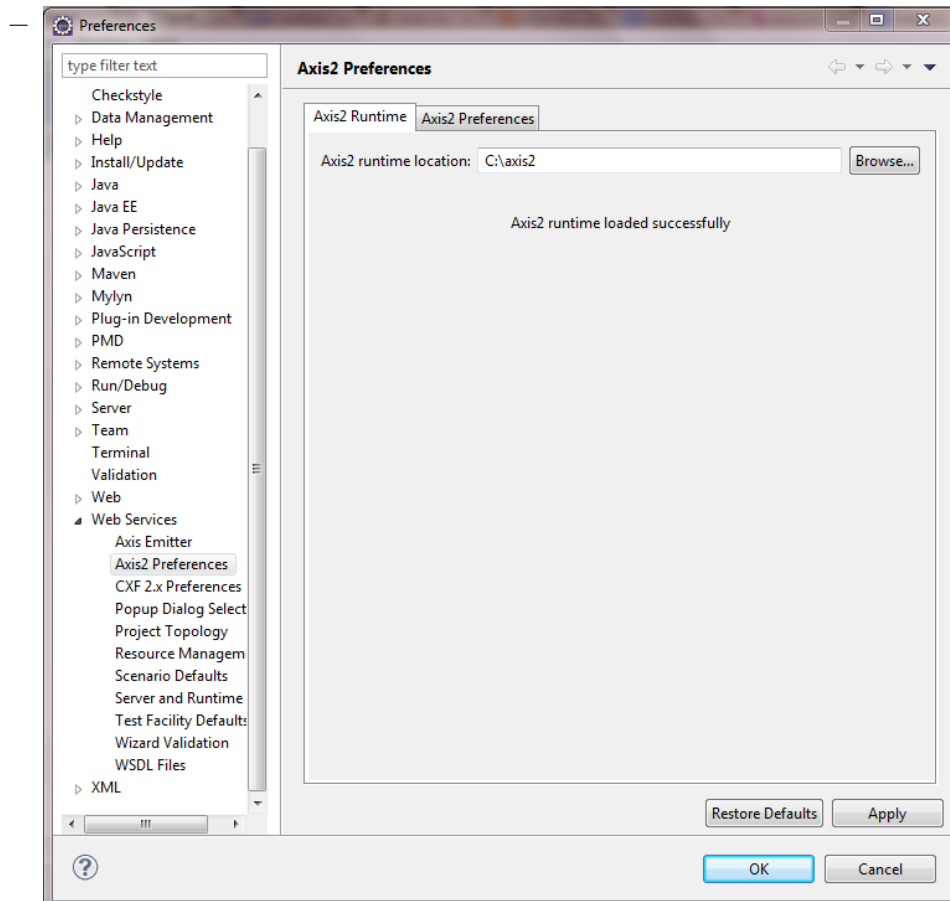 —
Preferences
type filter text
Checkstyle
Data Management
Help
Install/Update
Java
Java EE
Java Persistence
JavaScript
Maven
Mylyn
Plug-in Development
PMD
Remote Systems
Run/Debug
Server
Team
Terminal
Validation
Web
Web Services
Axis Emitter
Axis2 Preferences
CXF 2.x Preferences
Popup Dialog Select
Project Topology
Resource Managem
Scenario Defaults
Server and Runtime
Test Facility Defaults
Wizard Validation
WSDL Files
XML
Axis2 Preferences
Axis2 Runtime Axis2 Preferences
Axis2 runtime location: C:\axis2 Browse...
Axis2 runtime loaded successfully
Restore Defaults Apply
OK Cancel